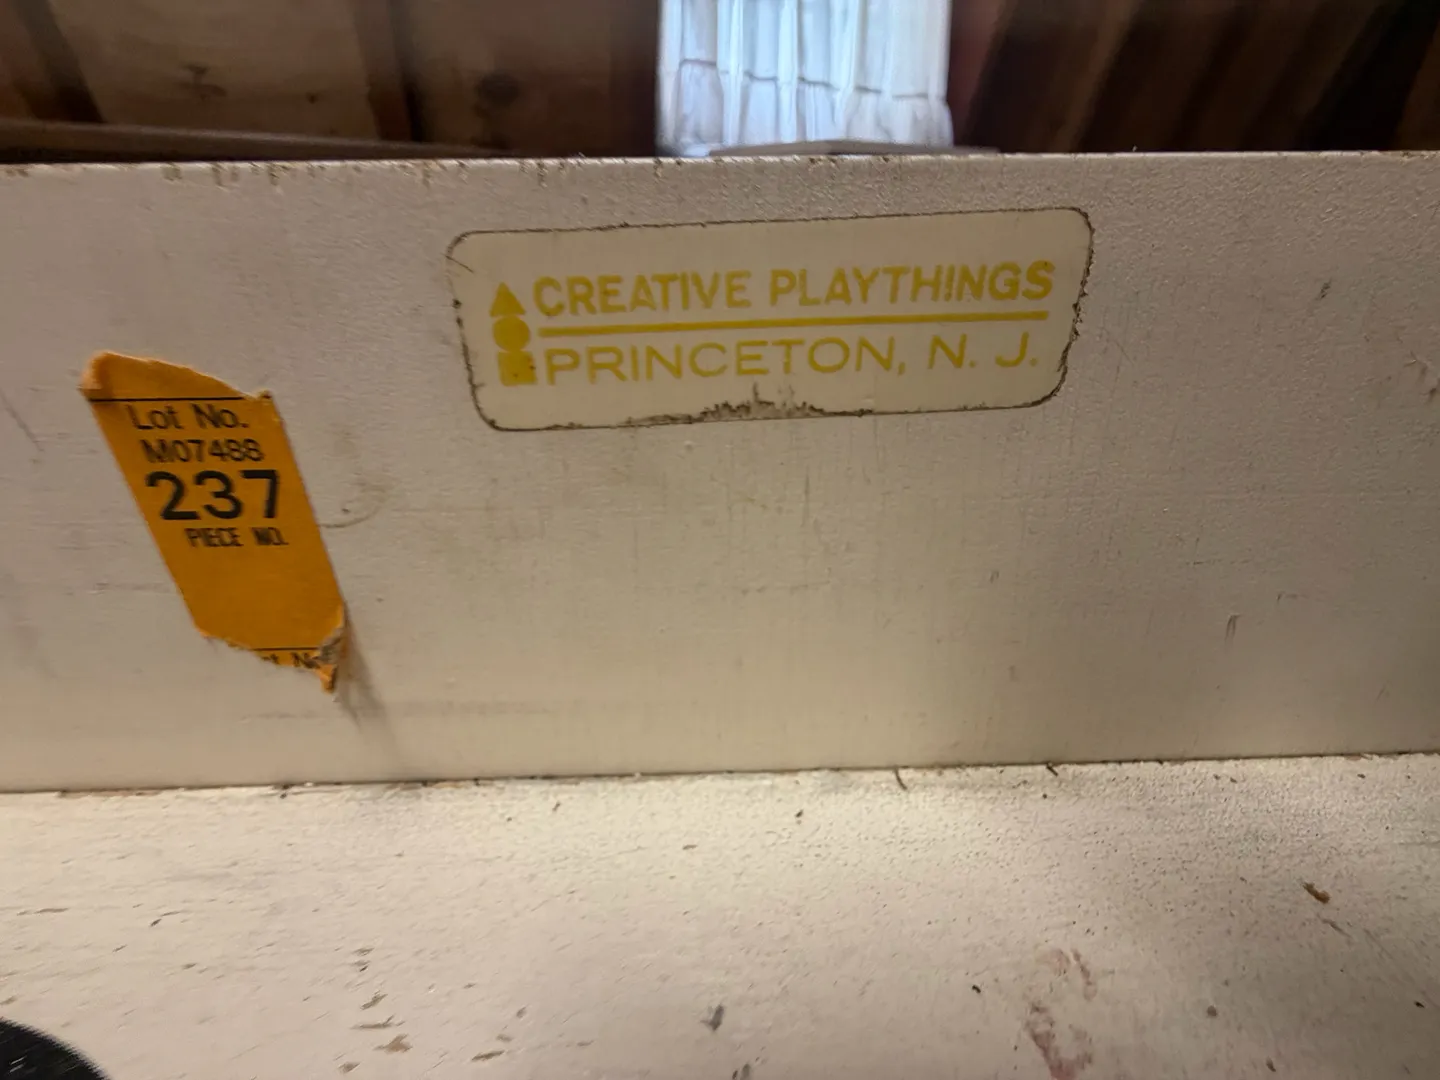 CREATIVE PLAYTHINGS
PRINCETON, N. J.
Lot No.
M07488
237
PIECE NO.